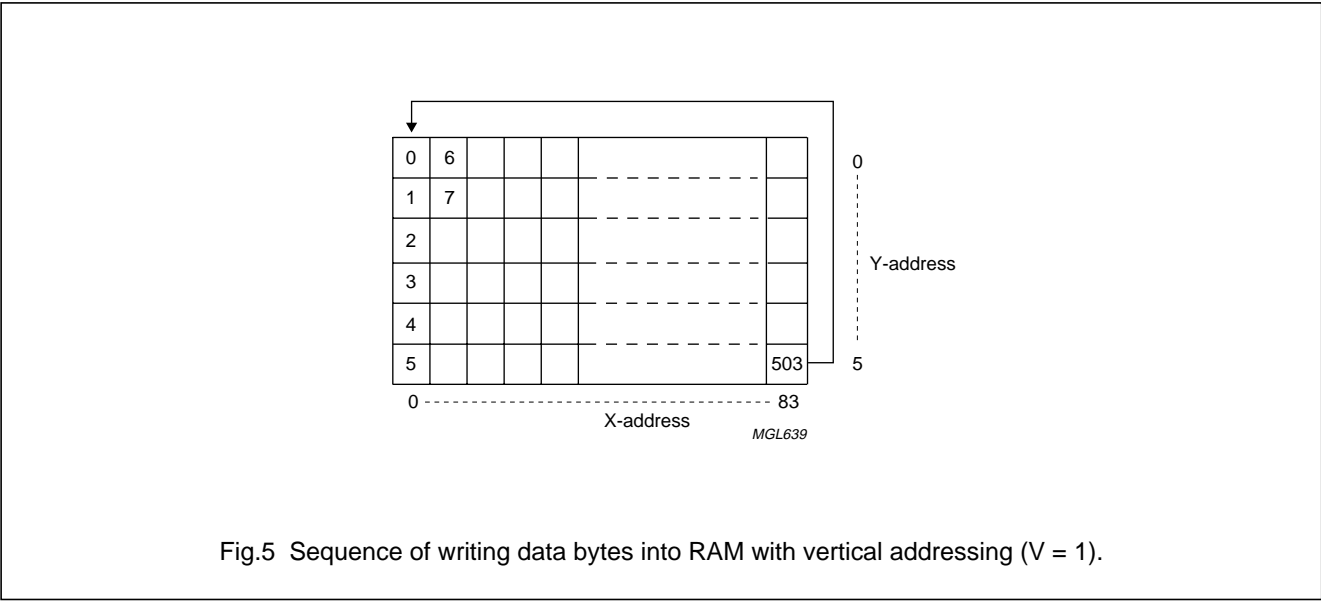 0 6 0
1 7
2
Y-address
3
4
5 503 5
0 83
X-address
MGL639
Fig.5 Sequence of writing data bytes into RAM with vertical addressing (V = 1).